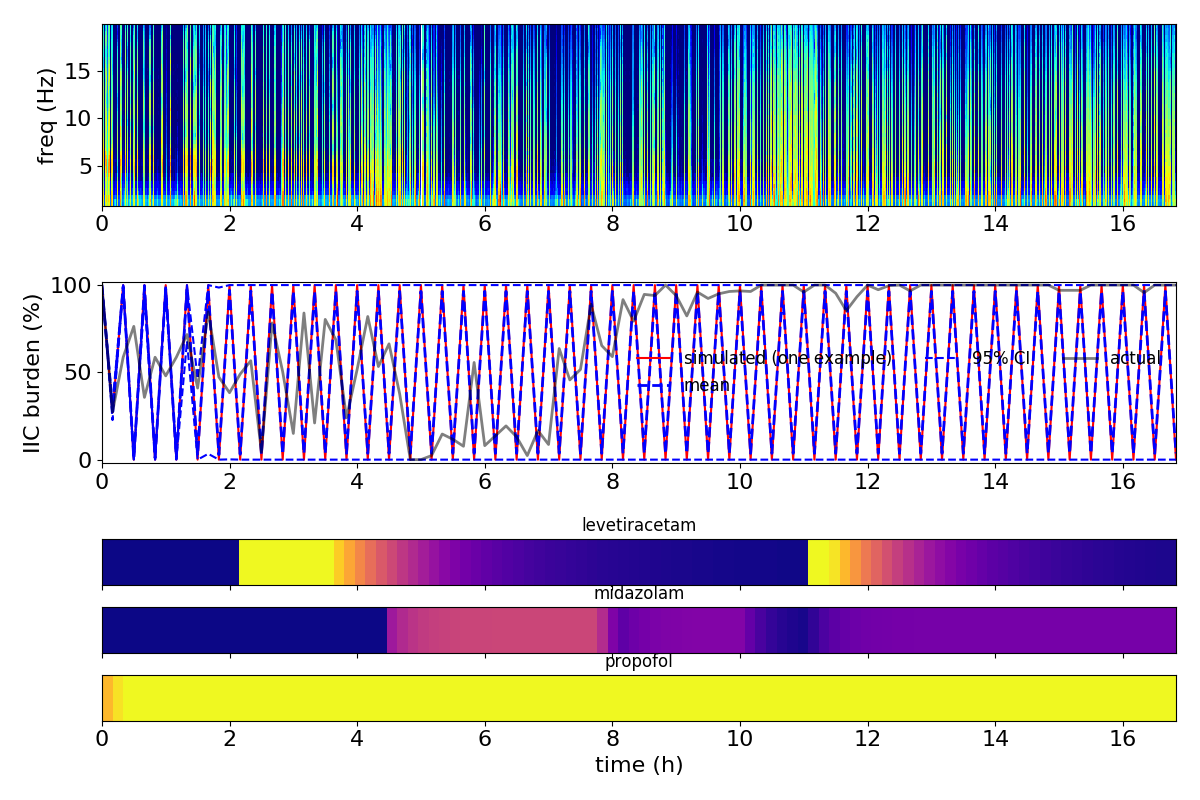 freq (Hz)
15
10
5
0 2 4 6 8 10 12 14 16
IIC burden (%)
100
50
0
simulated (one example) 95% CI actual
mean
0 2 4 6 8 10 12 14 16
levetiracetam
midazolam
propofol
0 2 4 6 8 10 12 14 16
time (h)